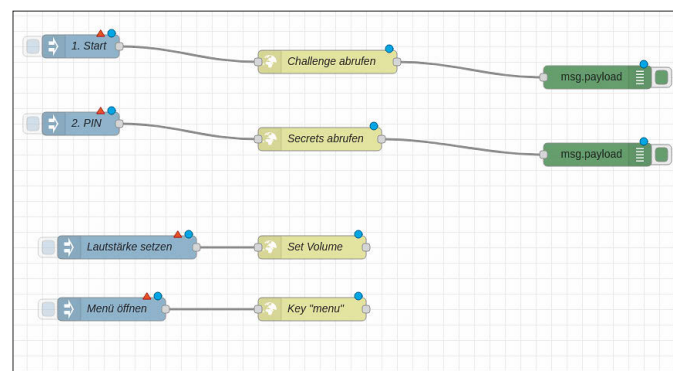 1. Start
Challenge abrufen
msg.payload
2. PIN
Secrets abrufen
msg.payload
Lautstärke setzen
Set Volume
Menü öffnen
Key "menu"